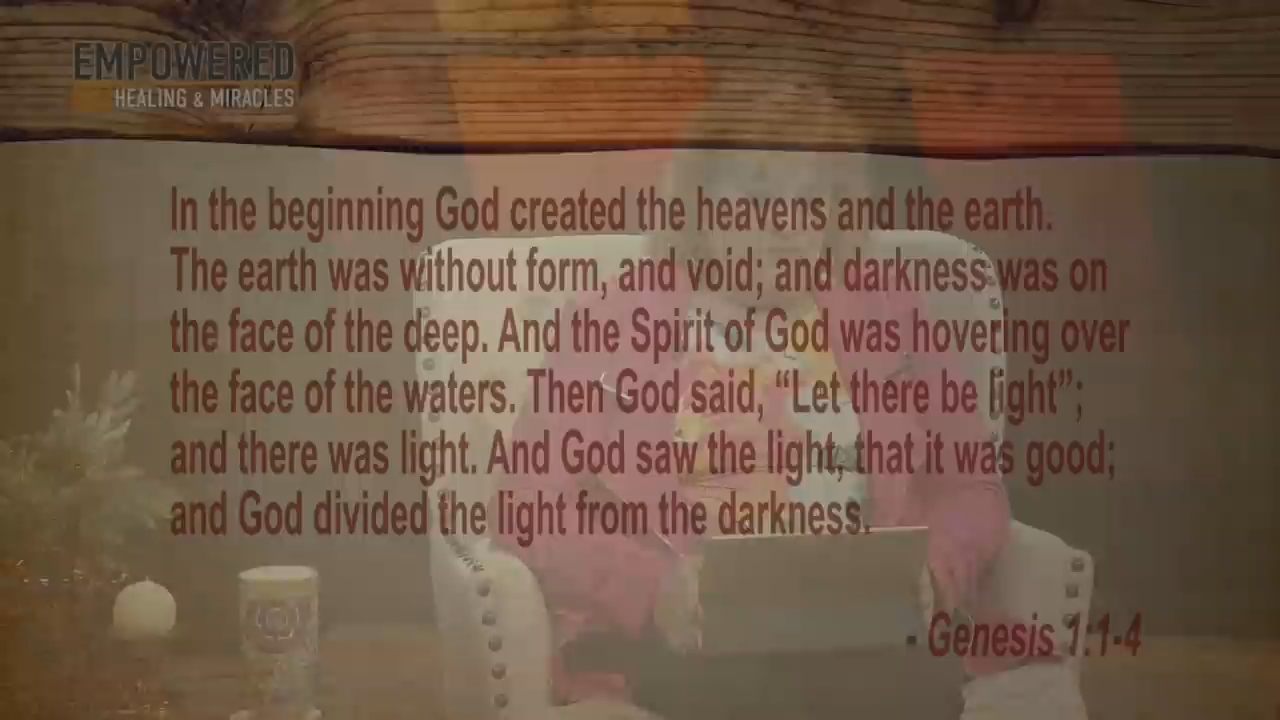 EMPOWERED
HEALING & MIRACLES
In the beginning God created the heavens and the earth.
The earth was without form, and void; and darkness was on
the face of the deep. And the Spirit of God was hovering over
the face of the waters. Then God said, “Let there be light”;
and there was light. And God saw the light, that it was good;
and God divided the light from the darkness.
- Genesis 1:1-4